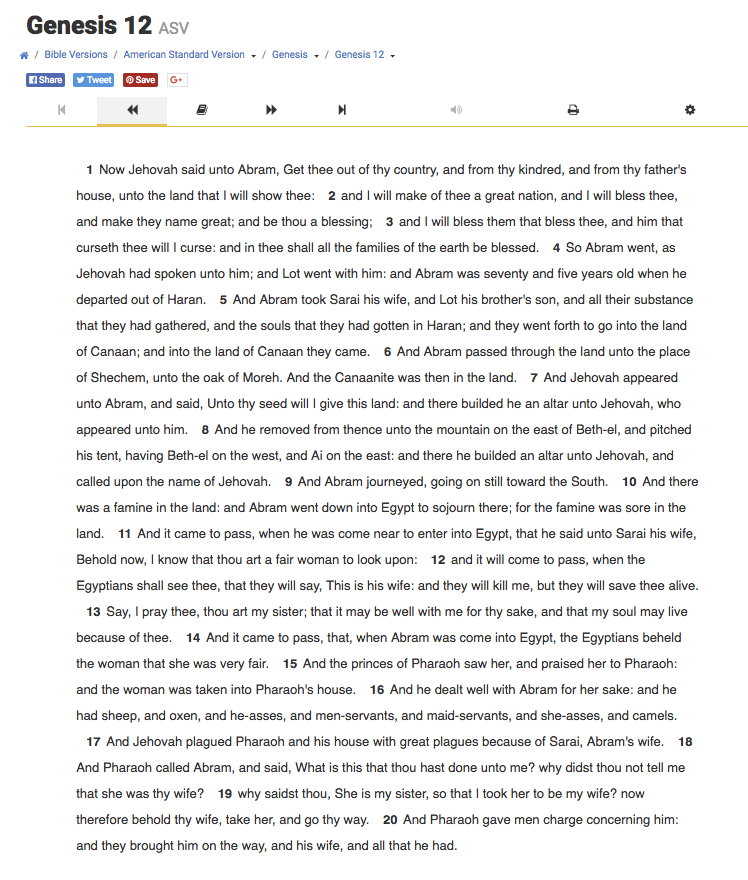 Genesis 12 ASV
/ Bible Versions / American Standard Version / Genesis / Genesis 12
Share Tweet Save G+
1 Now Jehovah said unto Abram, Get thee out of thy country, and from thy kindred, and from thy father's
house, unto the land that I will show thee: 2 and I will make of thee a great nation, and I will bless thee,
and make they name great; and be thou a blessing; 3 and I will bless them that bless thee, and him that
curseth thee will I curse: and in thee shall all the families of the earth be blessed. 4 So Abram went, as
Jehovah had spoken unto him; and Lot went with him: and Abram was seventy and five years old when he
departed out of Haran. 5 And Abram took Sarai his wife, and Lot his brother's son, and all their substance
that they had gathered, and the souls that they had gotten in Haran; and they went forth to go into the land
of Canaan; and into the land of Canaan they came. 6 And Abram passed through the land unto the place
of Shechem, unto the oak of Moreh. And the Canaanite was then in the land. 7 And Jehovah appeared
unto Abram, and said, Unto thy seed will I give this land: and there builded he an altar unto Jehovah, who
appeared unto him. 8 And he removed from thence unto the mountain on the east of Beth-el, and pitched
his tent, having Beth-el on the west, and Ai on the east: and there he builded an altar unto Jehovah, and
called upon the name of Jehovah. 9 And Abram journeyed, going on still toward the South. 10 And there
was a famine in the land: and Abram went down into Egypt to sojourn there; for the famine was sore in the
land. 11 And it came to pass, when he was come near to enter into Egypt, that he said unto Sarai his wife,
Behold now, I know that thou art a fair woman to look upon: 12 and it will come to pass, when the
Egyptians shall see thee, that they will say, This is his wife: and they will kill me, but they will save thee alive.
13 Say, I pray thee, thou art my sister; that it may be well with me for thy sake, and that my soul may live
because of thee. 14 And it came to pass, that, when Abram was come into Egypt, the Egyptians beheld
the woman that she was very fair. 15 And the princes of Pharaoh saw her, and praised her to Pharaoh:
and the woman was taken into Pharaoh's house. 16 And he dealt well with Abram for her sake: and he
had sheep, and oxen, and he-asses, and men-servants, and maid-servants, and she-asses, and camels.
17 And Jehovah plagued Pharaoh and his house with great plagues because of Sarai, Abram's wife. 18
And Pharaoh called Abram, and said, What is this that thou hast done unto me? why didst thou not tell me
that she was thy wife? 19 why saidst thou, She is my sister, so that I took her to be my wife? now
therefore behold thy wife, take her, and go thy way. 20 And Pharaoh gave men charge concerning him:
and they brought him on the way, and his wife, and all that he had.